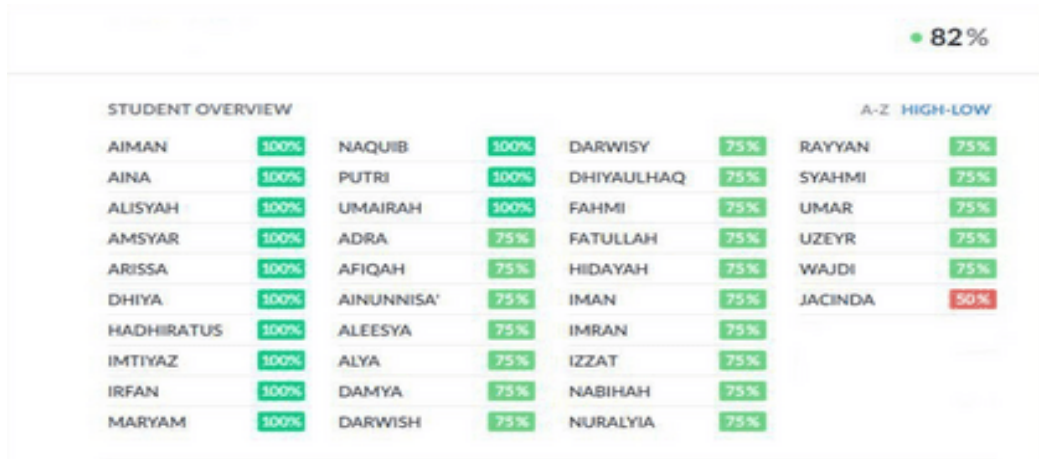 82%
STUDENT OVERVIEW A-Z HIGH-LOW
AIMAN 100% NAQUIB 100% DARWISY 75% RAYYAN 75%
AINA 100% PUTRI 100% DHIYAULHAQ 75% SYAHMI 75%
ALISYAH 100% UMAIRAH 100% FAHMI 75% UMAR 75%
AMSYAR 100% ADRA 75% FATULLAH 75% UZEYR 75%
ARISSA 100% AFIQAH 75% HIDAYAH 75% WAJDI 75%
DHIYA 100% AINUNNISA' 75% IMAN 75% JACINDA 50%
HADHIRATUS 100% ALEESYA 75% IMRAN 75%
IMTIYAZ 100% ALYA 75% IZZAT 75%
IRFAN 100% DAMYA 75% NABIHAH 75%
MARYAM 100% DARWISH 75% NURALYIA 75%